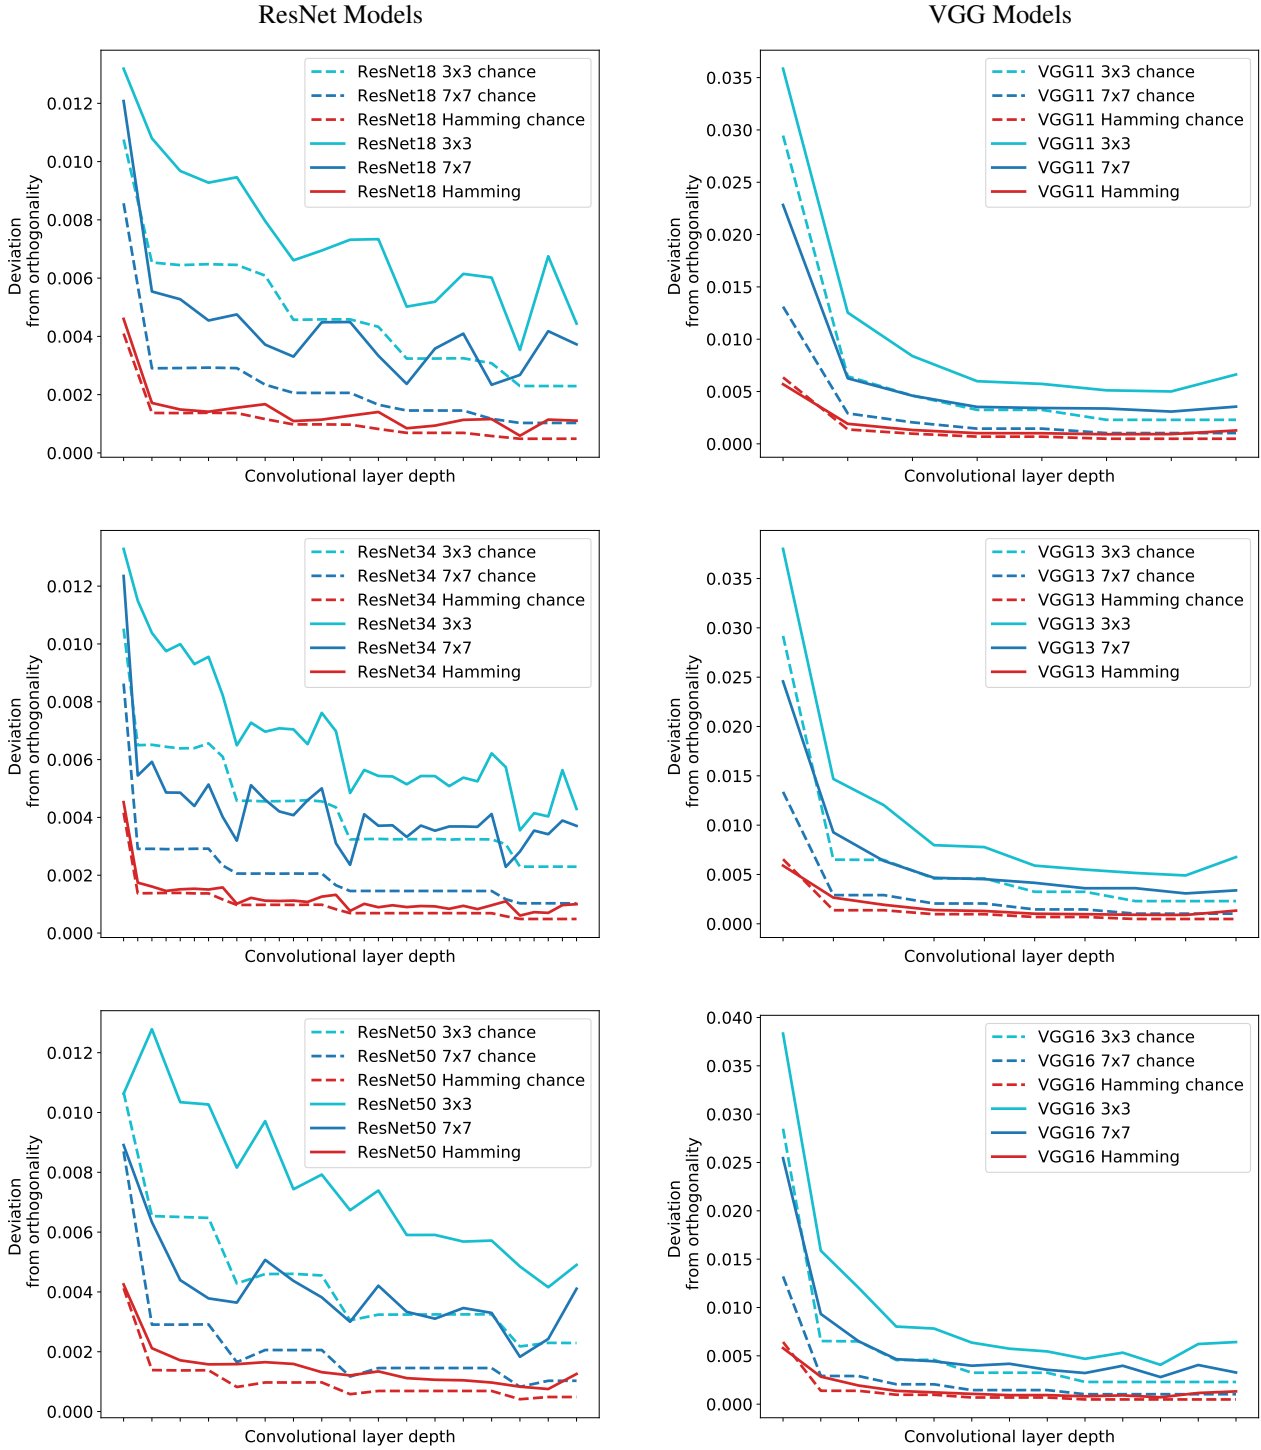 ResNet Models
VGG Models
ResNet18 3x3 chance
ResNet18 7x7 chance
ResNet18 Hamming chance
ResNet18 3x3
ResNet18 7x7
ResNet18 Hamming
0.012
0.010
0.008
0.006
0.004
0.002
0.000
Deviation
from orthogonality
Convolutional layer depth
VGG11 3x3 chance
VGG11 7x7 chance
VGG11 Hamming chance
VGG11 3x3
VGG11 7x7
VGG11 Hamming
0.035
0.030
0.025
0.020
0.015
0.010
0.005
0.000
Deviation
from orthogonality
Convolutional layer depth
ResNet34 3x3 chance
ResNet34 7x7 chance
ResNet34 Hamming chance
ResNet34 3x3
ResNet34 7x7
ResNet34 Hamming
0.012
0.010
0.008
0.006
0.004
0.002
0.000
Deviation
from orthogonality
Convolutional layer depth
VGG13 3x3 chance
VGG13 7x7 chance
VGG13 Hamming chance
VGG13 3x3
VGG13 7x7
VGG13 Hamming
0.035
0.030
0.025
0.020
0.015
0.010
0.005
0.000
Deviation
from orthogonality
Convolutional layer depth
ResNet50 3x3 chance
ResNet50 7x7 chance
ResNet50 Hamming chance
ResNet50 3x3
ResNet50 7x7
ResNet50 Hamming
0.012
0.010
0.008
0.006
0.004
0.002
0.000
Deviation
from orthogonality
Convolutional layer depth
VGG16 3x3 chance
VGG16 7x7 chance
VGG16 Hamming chance
VGG16 3x3
VGG16 7x7
VGG16 Hamming
0.040
0.035
0.030
0.025
0.020
0.015
0.010
0.005
0.000
Deviation
from orthogonality
Convolutional layer depth